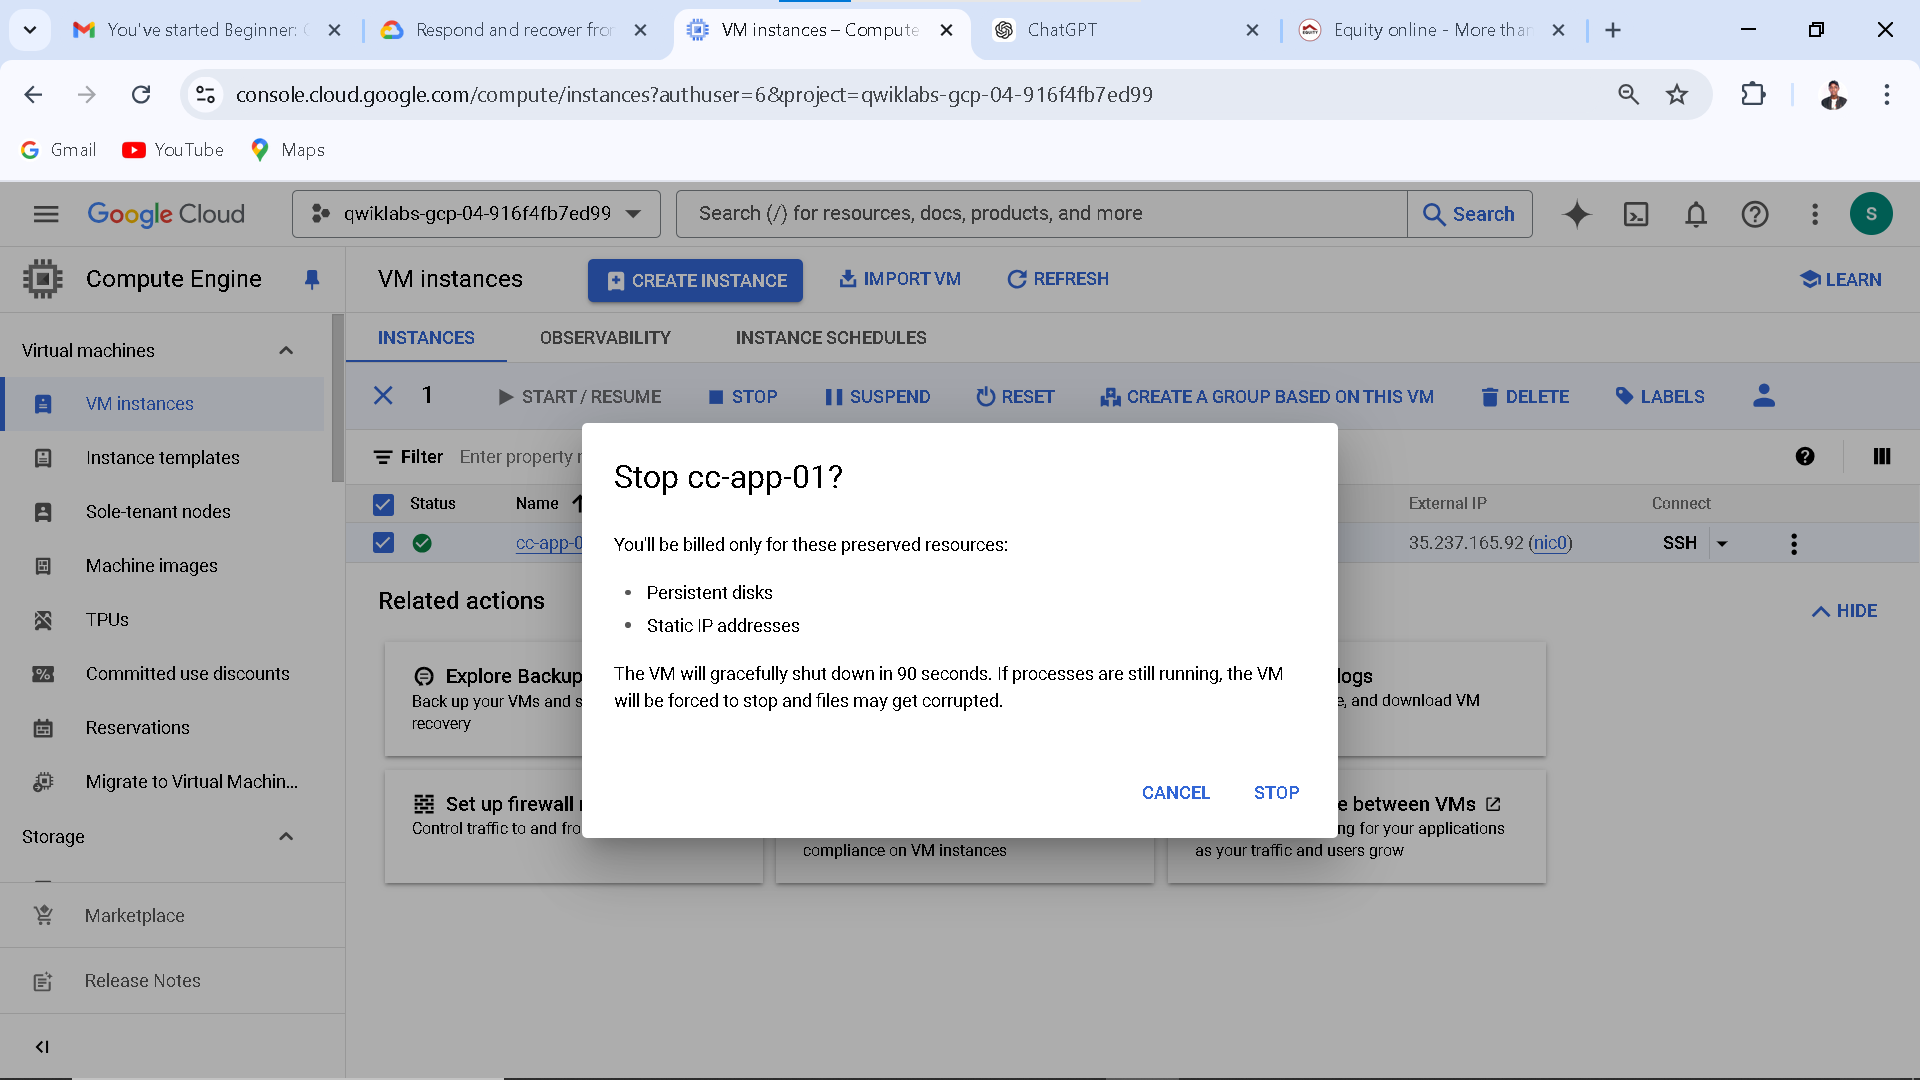 You've started Beginner:
Respond and recover from
VM instances – Compute
ChatGPT
Equity online - More than
console.cloud.google.com/compute/instances?authuser=6&project=qwiklabs-gcp-04-916f4fb7ed99
Gmail
YouTube
Maps
Google Cloud
qwiklabs-gcp-04-916f4fb7ed99
Search (/) for resources, docs, products, and more
Search
S
Compute Engine
VM instances
CREATE INSTANCE
IMPORT VM
REFRESH
LEARN
Virtual machines
VM instances
Instance templates
Sole-tenant nodes
Machine images
TPUs
Committed use discounts
Reservations
Migrate to Virtual Machin...
Storage
Marketplace
Release Notes
INSTANCES
OBSERVABILITY
INSTANCE SCHEDULES
1
START / RESUME
STOP
SUSPEND
RESET
CREATE A GROUP BASED ON THIS VM
DELETE
LABELS
Filter
Enter property
Status
Name
External IP
Connect
cc-app-0
35.237.165.92 (nic0)
SSH
Related actions
HIDE
Explore Backup
Back up your VMs and s
recovery
logs
e, and download VM
Set up firewall
Control traffic to and fro
compliance on VM instances
e between VMs
ng for your applications
as your traffic and users grow
Stop cc-app-01?
You'll be billed only for these preserved resources:
• Persistent disks
• Static IP addresses
The VM will gracefully shut down in 90 seconds. If processes are still running, the VM
will be forced to stop and files may get corrupted.
CANCEL
STOP